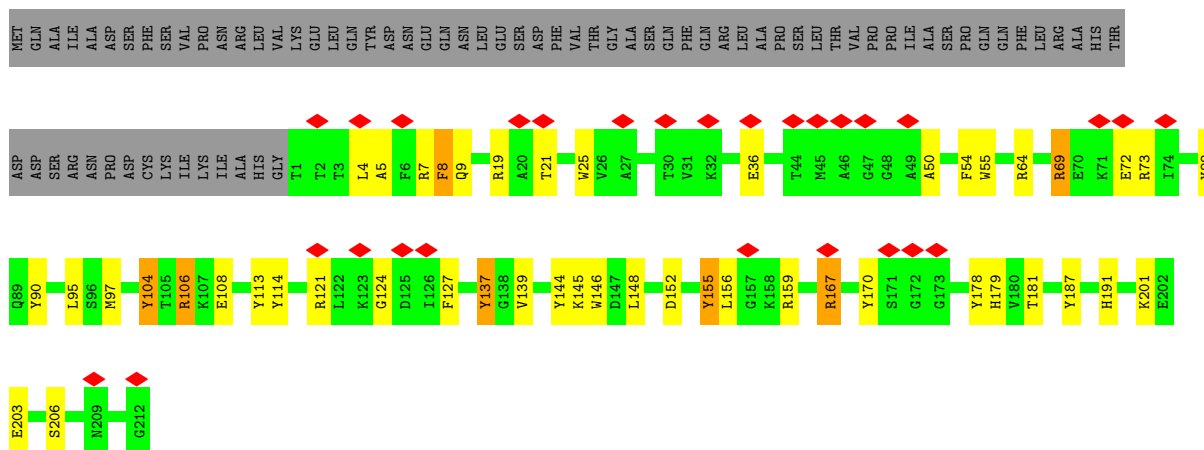 MET GLN ALA ILE ALA ASP SER PHE SER VAL PRO ASN ARG LEU VAL LYS GLU LEU GLN TYR ASP ASN GLU GLN ASN LEU GLU SER ASP PHE VAL THR GLY ALA SER GLN PHE GLN ARG LEU ALA PRO SER LEU THR VAL PRO PRO ILE ALA SER PRO GLN GLN PHE LEU ARG ALA HIS THR
ASP ASP SER ARG ASN PRO ASP CYS LYS ILE LYS ILE ALA HIS GLY T1 T2 T3 L4 A5 F6 R7 F8 Q9 R19 A20 T21 W25 V26 A27 T30 V31 K32 E36 T44 M45 A46 G47 G48 A49 A50 F54 W55 R64 R69 E70 K71 E72 R73 I74
Q89 Y90 L95 S96 M97 Y104 T105 R106 K107 E108 Y113 Y114 R121 L122 K123 G124 D125 I126 F127 Y137 G138 V139 Y144 K145 W146 D147 L148 D152 Y155 L156 G157 K158 R159 R167 Y170 S171 G172 G173 Y178 H179 V180 T181 Y187 H191 K201 E202
E203 S206 N209 G212